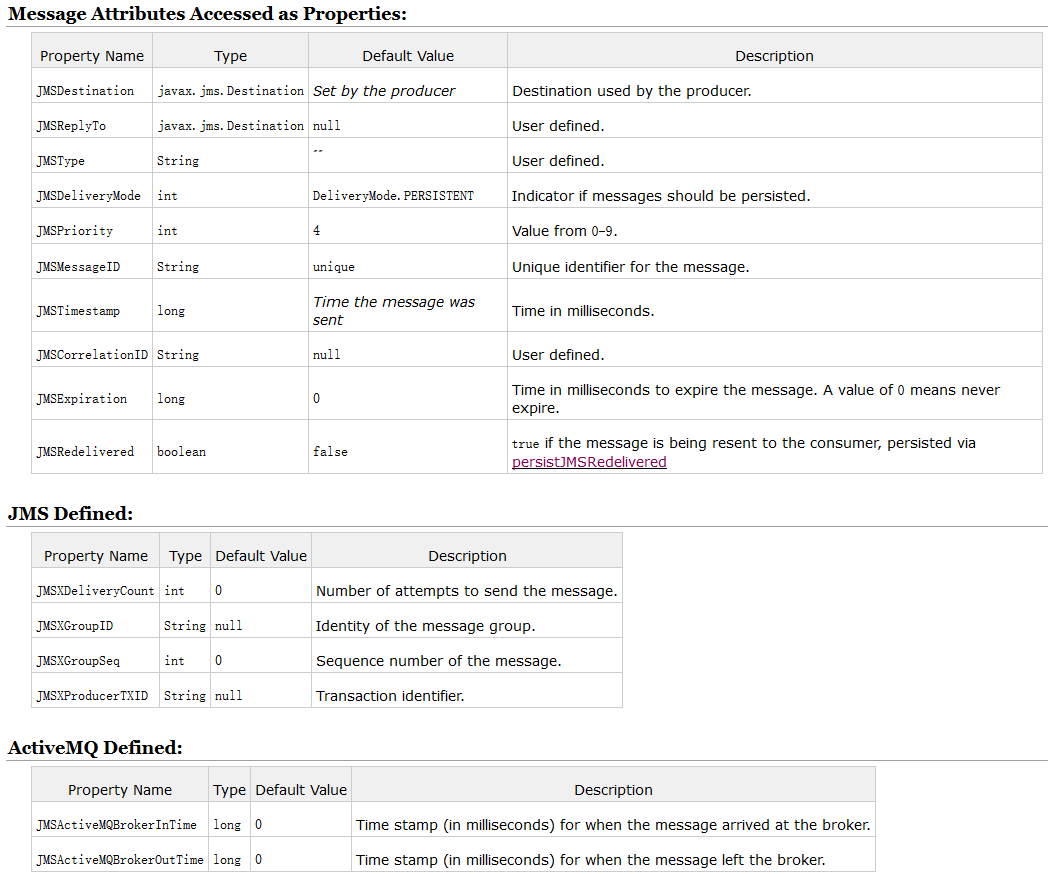 Message Attributes Accessed as Properties:
Property Name Type Default Value Description
JMSDestination javax.jms.Destination Set by the producer Destination used by the producer.
JMSReplyTo javax.jms.Destination null User defined.
JMSType String "" User defined.
JMSDeliveryMode int DeliveryMode.PERSISTENT Indicator if messages should be persisted.
JMSPriority int 4 Value from 0-9.
JMSMessageID String unique Unique identifier for the message.
JMSTimestamp long Time the message was
sent Time in milliseconds.
JMSCorrelationID String null User defined.
JMSExpiration long 0 Time in milliseconds to expire the message. A value of 0 means never
expire.
JMSRedelivered boolean false true if the message is being resent to the consumer, persisted via
persistJMSRedelivered
JMS Defined:
Property Name Type Default Value Description
JMSXDeliveryCount int 0 Number of attempts to send the message.
JMSXGroupID String null Identity of the message group.
JMSXGroupSeq int 0 Sequence number of the message.
JMSXProducerTXID String null Transaction identifier.
ActiveMQ Defined:
Property Name Type Default Value Description
JMSActiveMQBrokerInTime long 0 Time stamp (in milliseconds) for when the message arrived at the broker.
JMSActiveMQBrokerOutTime long 0 Time stamp (in milliseconds) for when the message left the broker.